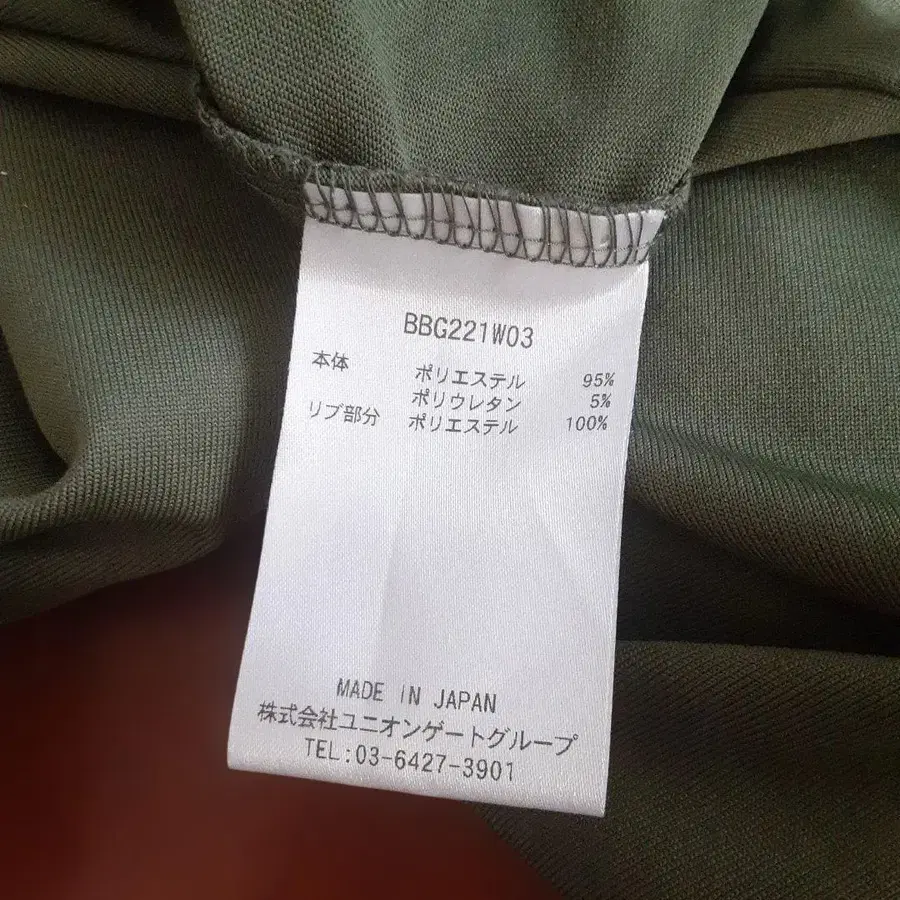 BBG221W03
本体 ポリエステル 95%
ポリウレタン 5%
リブ部分 ポリエステル 100%
MADE IN JAPAN
株式会社ユニオンゲートグループ
TEL:03-6427-3901